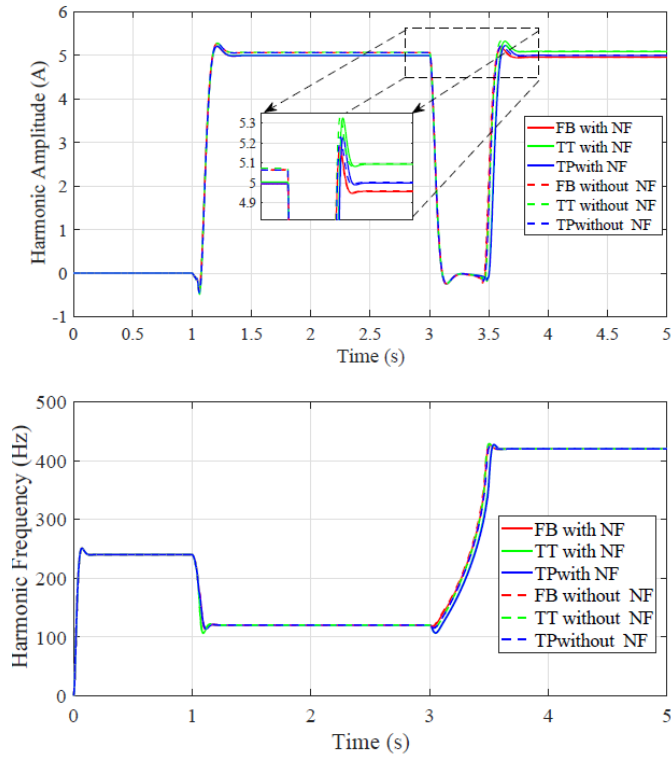 Harmonic Amplitude (A)
6
5
4
3
2
1
0
-1
5.3
5.2
5.1
5
4.9
FB with NF
TT with NF
TPwith NF
FB without NF
TT without NF
TPwithout NF
0 0.5 1 1.5 2 2.5 3 3.5 4 4.5 5
Time (s)
Harmonic Frequency (Hz)
500
400
300
200
100
0
FB with NF
TT with NF
TPwith NF
FB without NF
TT without NF
TPwithout NF
0 1 2 3 4 5
Time (s)